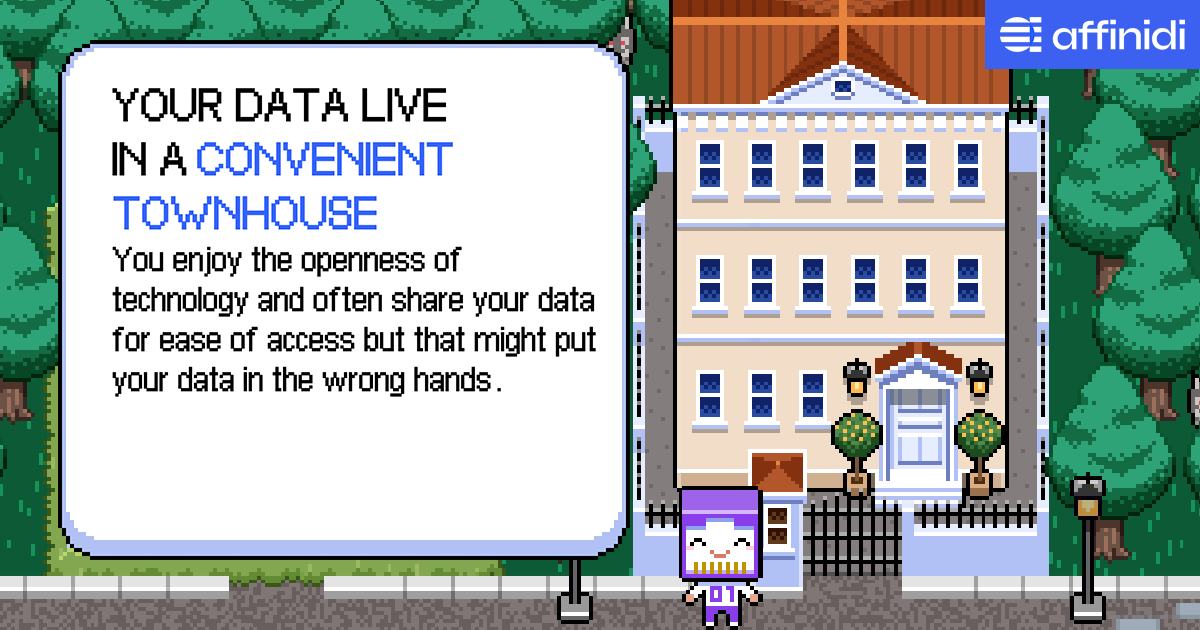 affinidi
YOUR DATA LIVE
IN A CONVENIENT
TOWNHOUSE
You enjoy the openness of
technology and often share your data
for ease of access but that might put
your data in the wrong hands.
01